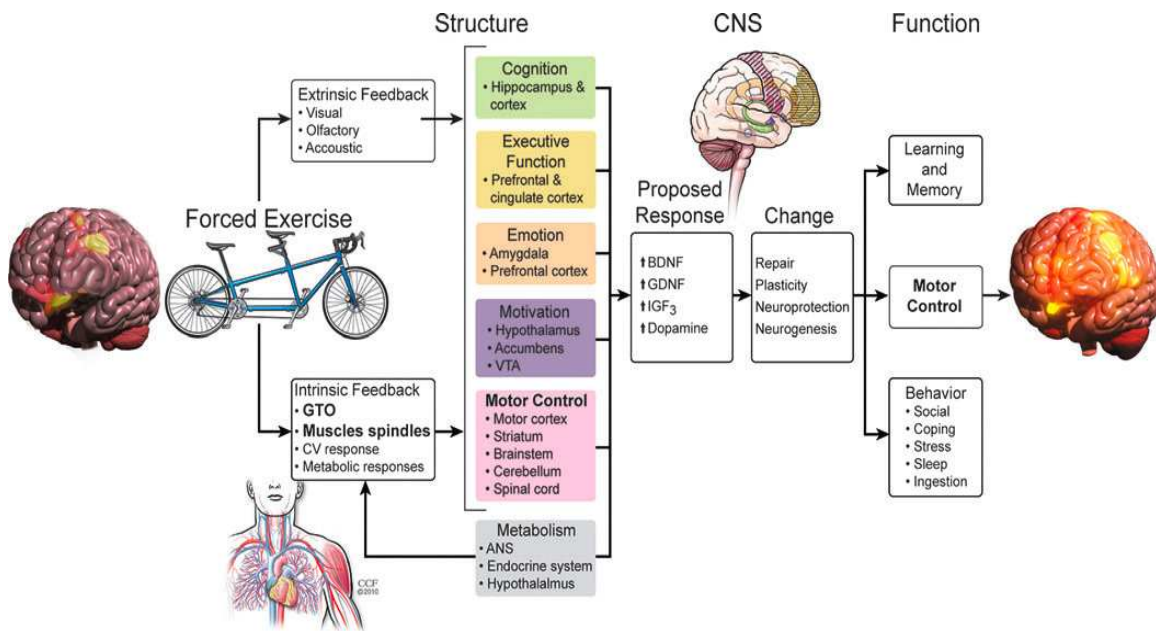 Structure
CNS
Function
Extrinsic Feedback
• Visual
• Olfactory
• Accoustic
Forced Exercise
Intrinsic Feedback
• GTO
• Muscles spindles
• CV response
• Metabolic responses
CCF
©2010
Cognition
• Hippocampus &
cortex
Executive
Function
• Prefrontal &
cingulate cortex
Emotion
• Amygdala
• Prefrontal cortex
Motivation
• Hypothalamus
• Accumbens
• VTA
Motor Control
• Motor cortex
• Striatum
• Brainstem
• Cerebellum
• Spinal cord
Metabolism
• ANS
• Endocrine system
• Hypothalalmus
Proposed
Response
↑BDNF
↑GDNF
↑IGF₃
↑Dopamine
Change
Repair
Plasticity
Neuroprotection
Neurogenesis
Learning
and
Memory
Motor
Control
Behavior
• Social
• Coping
• Stress
• Sleep
• Ingestion